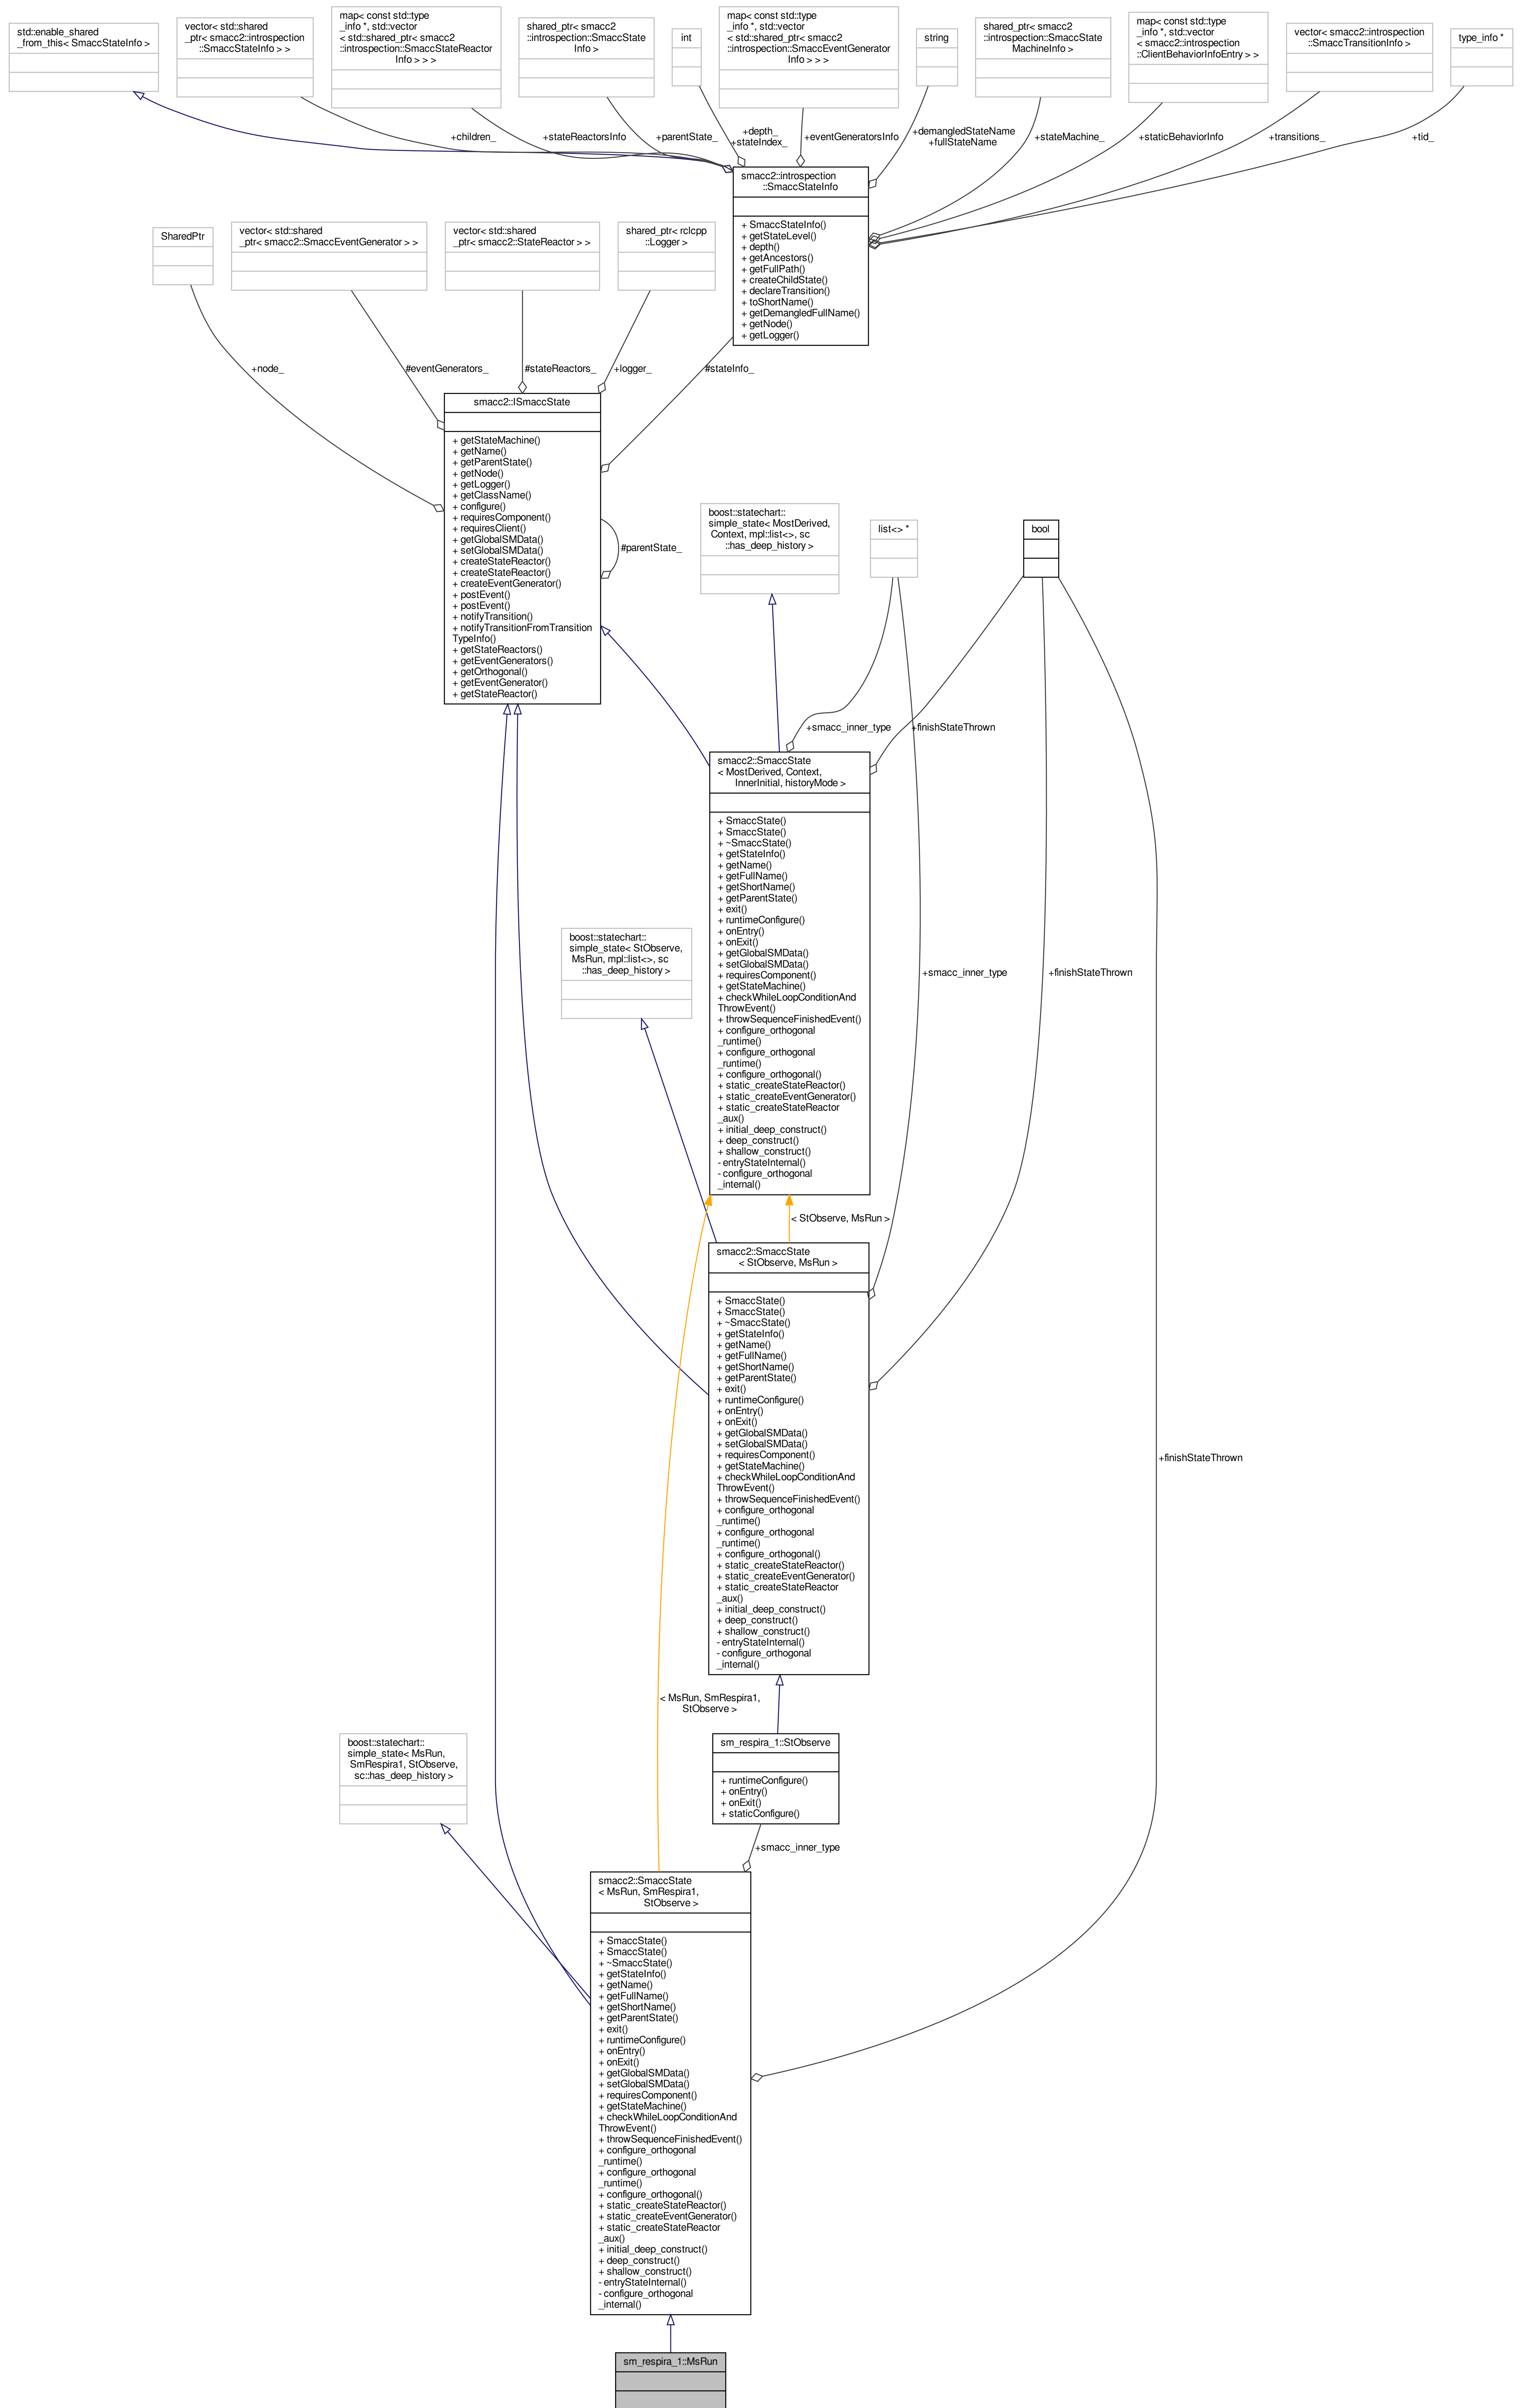 std::enable_shared
_from_this< SmaccStateInfo >
vector< std::shared
_ptr< smacc2::introspection
::SmaccStateInfo > >
map< const std::type
_info *, std::vector
< std::shared_ptr< smacc2
::introspection::SmaccStateReactor
Info > > >
shared_ptr< smacc2
::introspection::SmaccState
Info >
int
map< const std::type
_info *, std::vector
< std::shared_ptr< smacc2
::introspection::SmaccEventGenerator
Info > > >
string
shared_ptr< smacc2
::introspection::SmaccState
MachineInfo >
map< const std::type
_info *, std::vector
< smacc2::introspection
::ClientBehaviorInfoEntry > >
vector< smacc2::introspection
::SmaccTransitionInfo >
type_info *
+children_
+stateReactorsInfo
+parentState_
+depth_
+stateIndex_
+eventGeneratorsInfo
+demangledStateName
+fullStateName
+stateMachine_
+staticBehaviorInfo
+transitions_
+tid_
smacc2::introspection
::SmaccStateInfo
+ SmaccStateInfo()
+ getStateLevel()
+ depth()
+ getAncestors()
+ getFullPath()
+ createChildState()
+ declareTransition()
+ toShortName()
+ getDemangledFullName()
+ getNode()
+ getLogger()
SharedPtr
vector< std::shared
_ptr< smacc2::SmaccEventGenerator > >
vector< std::shared
_ptr< smacc2::StateReactor > >
shared_ptr< rclcpp
::Logger >
+node_
#eventGenerators_
#stateReactors_
+logger_
#stateInfo_
smacc2::ISmaccState
+ getStateMachine()
+ getName()
+ getParentState()
+ getNode()
+ getLogger()
+ getClassName()
+ configure()
+ requiresComponent()
+ requiresClient()
+ getGlobalSMData()
+ setGlobalSMData()
+ createStateReactor()
+ createStateReactor()
+ createEventGenerator()
+ postEvent()
+ postEvent()
+ notifyTransition()
+ notifyTransitionFromTransition
TypeInfo()
+ getStateReactors()
+ getEventGenerators()
+ getOrthogonal()
+ getEventGenerator()
+ getStateReactor()
#parentState_
boost::statechart::
simple_state< MostDerived,
Context, mpl::list<>, sc
::has_deep_history >
list<> *
bool
+smacc_inner_type
+finishStateThrown
smacc2::SmaccState
< MostDerived, Context,
InnerInitial, historyMode >
+ SmaccState()
+ SmaccState()
+ ~SmaccState()
+ getStateInfo()
+ getName()
+ getFullName()
+ getShortName()
+ getParentState()
+ exit()
+ runtimeConfigure()
+ onEntry()
+ onExit()
+ getGlobalSMData()
+ setGlobalSMData()
+ requiresComponent()
+ getStateMachine()
+ checkWhileLoopConditionAnd
ThrowEvent()
+ throwSequenceFinishedEvent()
+ configure_orthogonal
_runtime()
+ configure_orthogonal
_runtime()
+ configure_orthogonal()
+ static_createStateReactor()
+ static_createEventGenerator()
+ static_createStateReactor
_aux()
+ initial_deep_construct()
+ deep_construct()
+ shallow_construct()
- entryStateInternal()
- configure_orthogonal
_internal()
boost::statechart::
simple_state< StObserve,
MsRun, mpl::list<>, sc
::has_deep_history >
+smacc_inner_type
+finishStateThrown
< StObserve, MsRun >
smacc2::SmaccState
< StObserve, MsRun >
+ SmaccState()
+ SmaccState()
+ ~SmaccState()
+ getStateInfo()
+ getName()
+ getFullName()
+ getShortName()
+ getParentState()
+ exit()
+ runtimeConfigure()
+ onEntry()
+ onExit()
+ getGlobalSMData()
+ setGlobalSMData()
+ requiresComponent()
+ getStateMachine()
+ checkWhileLoopConditionAnd
ThrowEvent()
+ throwSequenceFinishedEvent()
+ configure_orthogonal
_runtime()
+ configure_orthogonal
_runtime()
+ configure_orthogonal()
+ static_createStateReactor()
+ static_createEventGenerator()
+ static_createStateReactor
_aux()
+ initial_deep_construct()
+ deep_construct()
+ shallow_construct()
- entryStateInternal()
- configure_orthogonal
_internal()
+finishStateThrown
< MsRun, SmRespira1,
StObserve >
boost::statechart::
simple_state< MsRun,
SmRespira1, StObserve,
sc::has_deep_history >
sm_respira_1::StObserve
+ runtimeConfigure()
+ onEntry()
+ onExit()
+ staticConfigure()
+smacc_inner_type
smacc2::SmaccState
< MsRun, SmRespira1,
StObserve >
+ SmaccState()
+ SmaccState()
+ ~SmaccState()
+ getStateInfo()
+ getName()
+ getFullName()
+ getShortName()
+ getParentState()
+ exit()
+ runtimeConfigure()
+ onEntry()
+ onExit()
+ getGlobalSMData()
+ setGlobalSMData()
+ requiresComponent()
+ getStateMachine()
+ checkWhileLoopConditionAnd
ThrowEvent()
+ throwSequenceFinishedEvent()
+ configure_orthogonal
_runtime()
+ configure_orthogonal
_runtime()
+ configure_orthogonal()
+ static_createStateReactor()
+ static_createEventGenerator()
+ static_createStateReactor
_aux()
+ initial_deep_construct()
+ deep_construct()
+ shallow_construct()
- entryStateInternal()
- configure_orthogonal
_internal()
sm_respira_1::MsRun